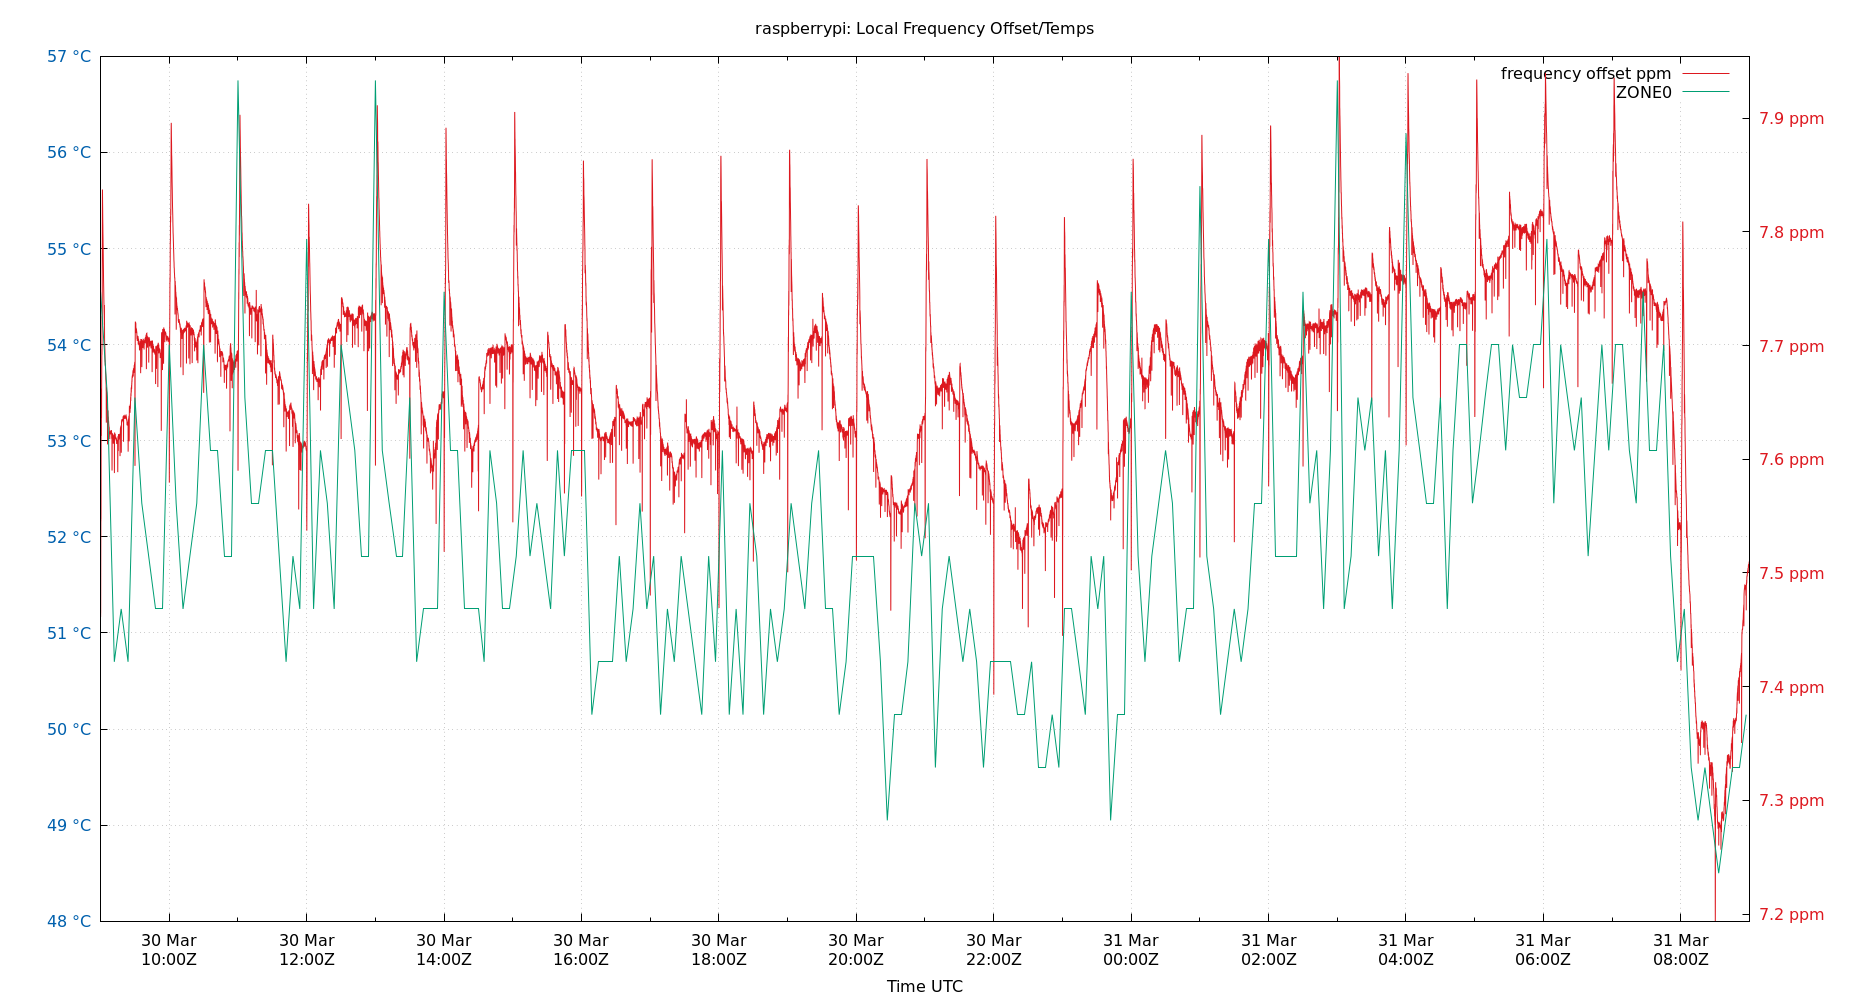 raspberrypi: Local Frequency Offset/Temps
frequency offset ppm
ZONE0
57 °C
56 °C
55 °C
54 °C
53 °C
52 °C
51 °C
50 °C
49 °C
48 °C
7.9 ppm
7.8 ppm
7.7 ppm
7.6 ppm
7.5 ppm
7.4 ppm
7.3 ppm
7.2 ppm
30 Mar 30 Mar 30 Mar 30 Mar 30 Mar 30 Mar 30 Mar 31 Mar 31 Mar 31 Mar 31 Mar 31 Mar
10:00Z 12:00Z 14:00Z 16:00Z 18:00Z 20:00Z 22:00Z 00:00Z 02:00Z 04:00Z 06:00Z 08:00Z
Time UTC